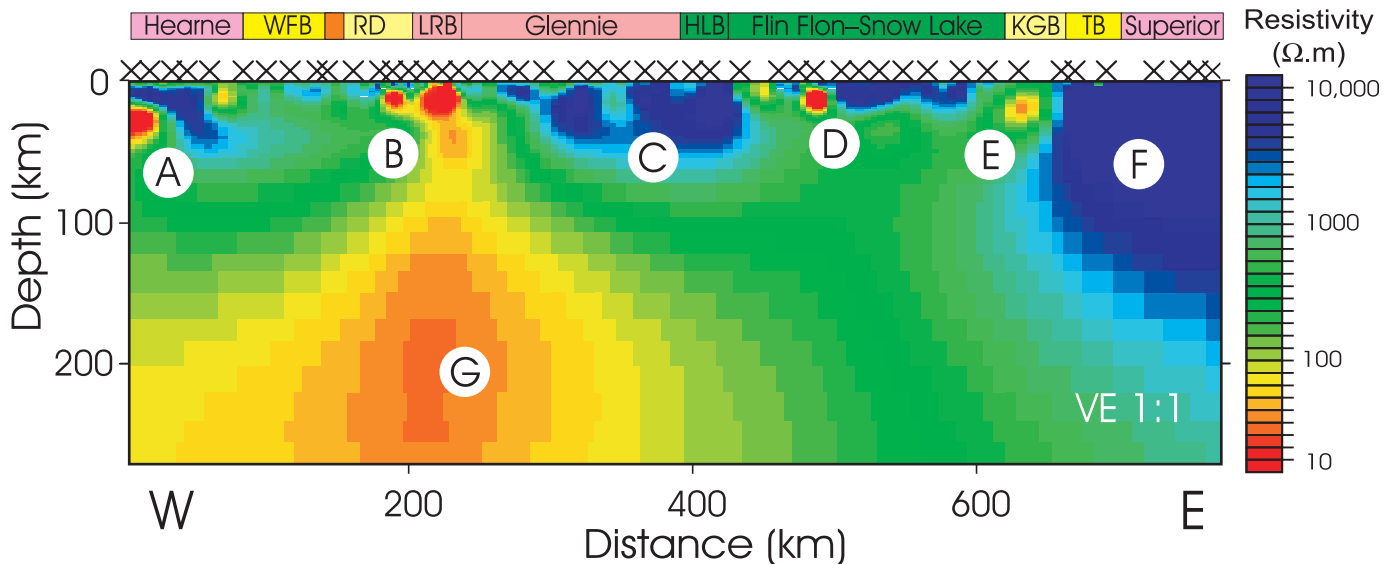 Hearne WFB RD LRB Glennie HLB Flin Flon–Snow Lake KGB TB Superior
Resistivity
(Ω.m)
10,000
1000
100
10
0
100
200
Depth (km)
A
B
C
D
E
F
G
VE 1:1
W
200
400
600
E
Distance (km)